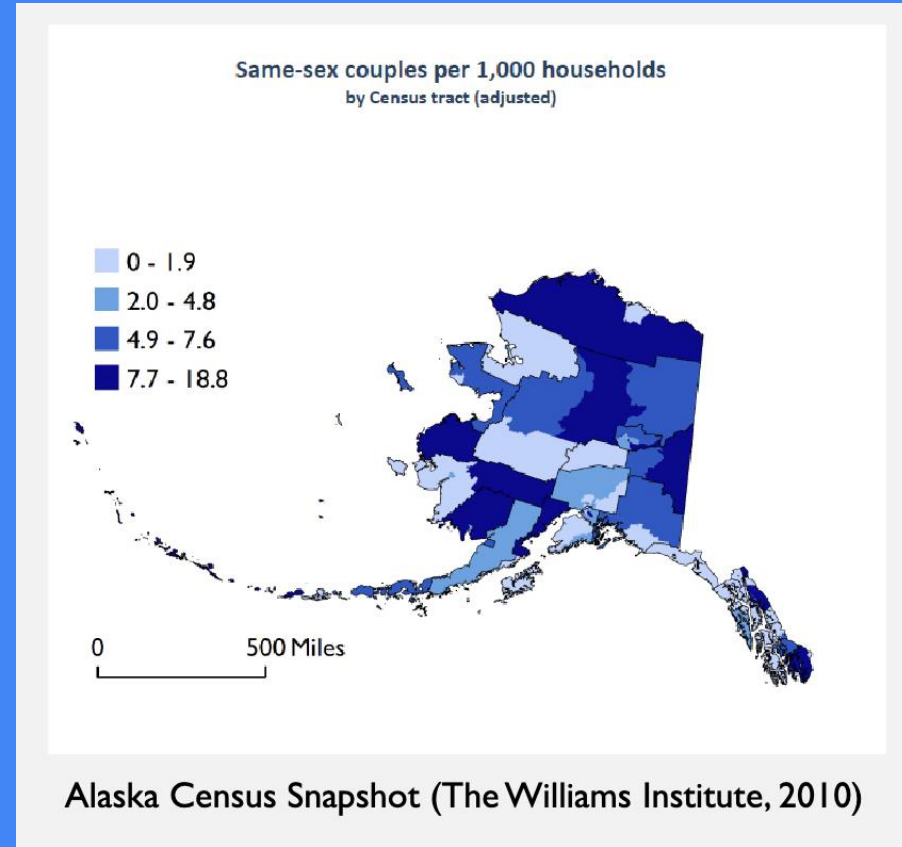 Same-sex couples per 1,000 households
by Census tract (adjusted)
0 - 1.9
2.0 - 4.8
4.9 - 7.6
7.7 - 18.8
0 500 Miles
Alaska Census Snapshot (The Williams Institute, 2010)